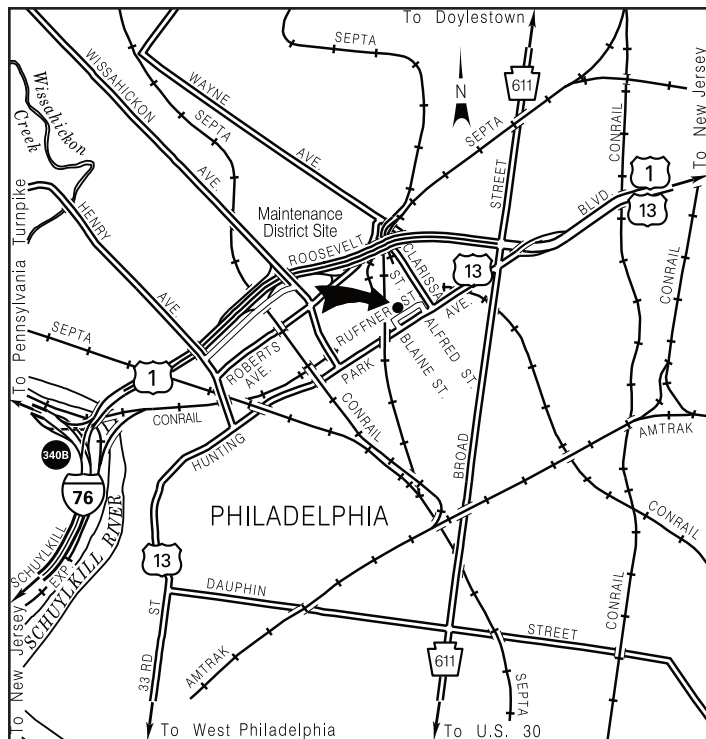 To Doylestown
SEPTA
WISSAHICKON
AVE.
WAYNE
AVE
N
611
To New Jersey
CONRAIL
Wissahickon
Creek
SEPTA
SEPTA
STREET
1
13
BLVD.
To Pennsylvania Turnpike
HENRY
AVE.
Maintenance
District Site
ROOSEVELT
CLARISSA
ST.
13
CONRAIL
SEPTA
1
ROBERTS
AVE.
RUFFNER ST.
PARK
AVE.
ALFRED ST.
BLAINE ST.
CONRAIL
HUNTING
CONRAIL
BROAD
AMTRAK
340B
76
PHILADELPHIA
CONRAIL
SCHUYLKILL
EXP.
SCHUYLKILL RIVER
13
DAUPHIN
STREET
CONRAIL
To New Jersey
33 RD
ST
AMTRAK
611
SEPTA
To West Philadelphia
To U.S. 30